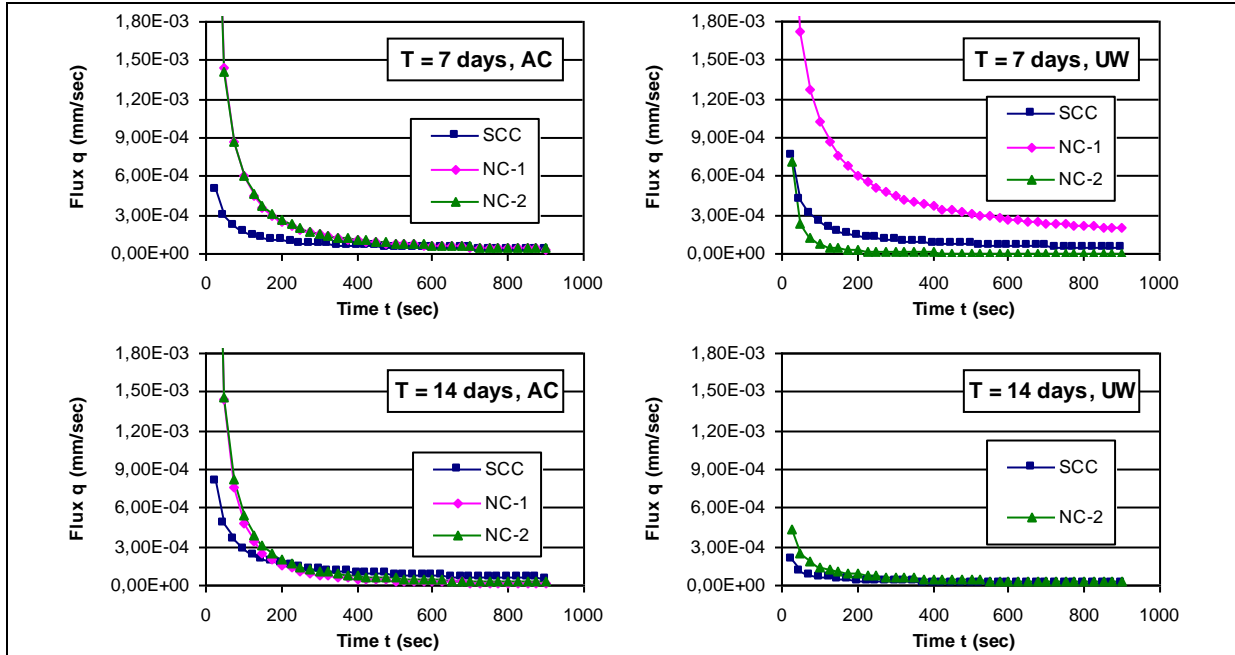 T = 7 days, AC
Flux q (mm/sec)
1,80E-03
1,50E-03
1,20E-03
9,00E-04
6,00E-04
3,00E-04
0,00E+00
SCC
NC-1
NC-2
0 200 400 600 800 1000
Time t (sec)
T = 7 days, UW
Flux q (mm/sec)
1,80E-03
1,50E-03
1,20E-03
9,00E-04
6,00E-04
3,00E-04
0,00E+00
SCC
NC-1
NC-2
0 200 400 600 800 1000
Time t (sec)
T = 14 days, AC
Flux q (mm/sec)
1,80E-03
1,50E-03
1,20E-03
9,00E-04
6,00E-04
3,00E-04
0,00E+00
SCC
NC-1
NC-2
0 200 400 600 800 1000
Time t (sec)
T = 14 days, UW
Flux q (mm/sec)
1,80E-03
1,50E-03
1,20E-03
9,00E-04
6,00E-04
3,00E-04
0,00E+00
SCC
NC-2
0 200 400 600 800 1000
Time t (sec)